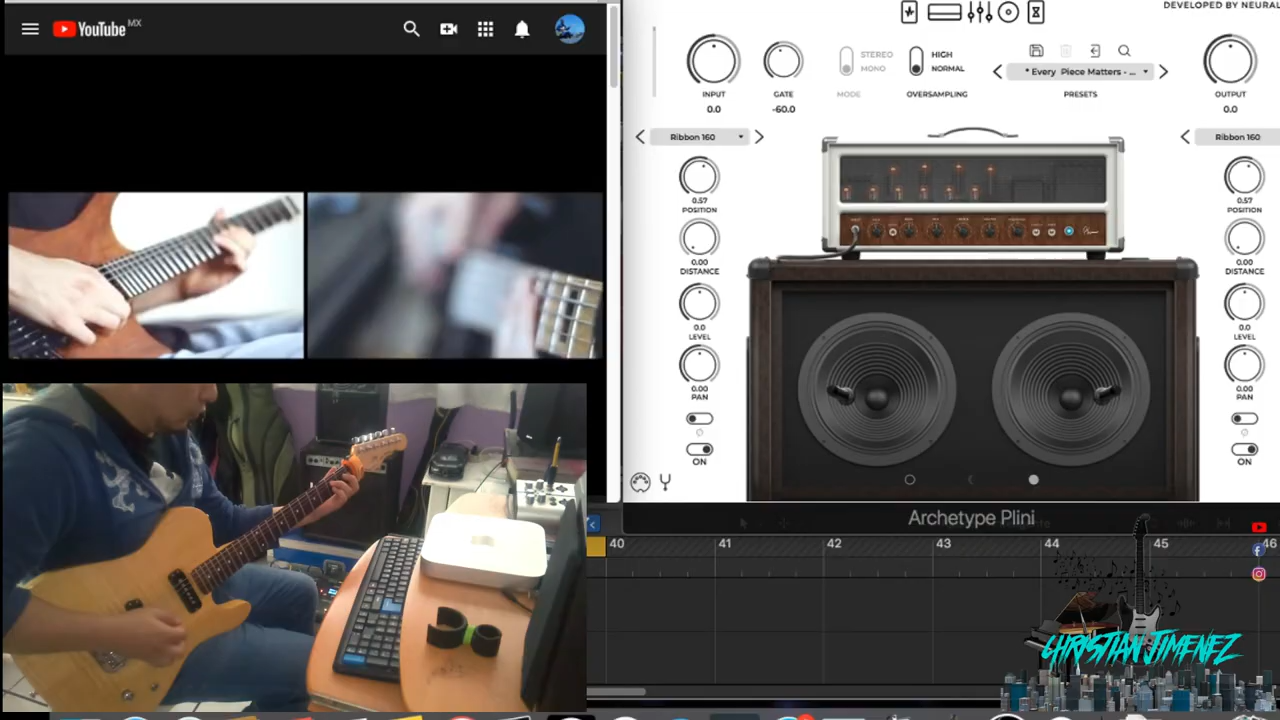 YouTube MX
DEVELOPED BY NEURAL
INPUT
0.0
GATE
-60.0
STEREO
MONO
MODE
HIGH
NORMAL
OVERSAMPLING
* Every Piece Matters - ...
PRESETS
OUTPUT
0.0
Ribbon 160
Ribbon 160
0.57
POSITION
0.00
DISTANCE
0.0
LEVEL
0.00
PAN
ON
0.57
POSITION
0.00
DISTANCE
0.0
LEVEL
0.00
PAN
ON
Archetype Plini
40
41
42
43
44
45
46
CHRISTIAN JIMENEZ